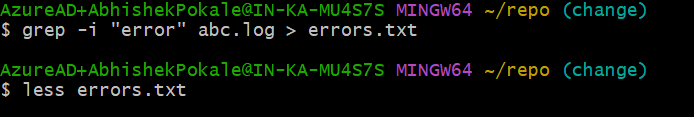 AzureAD+AbhishekPokale@IN-KA-MU4S7S MINGW64 ~/repo (change)
$ grep -i "error" abc.log > errors.txt
AzureAD+AbhishekPokale@IN-KA-MU4S7S MINGW64 ~/repo (change)
$ less errors.txt